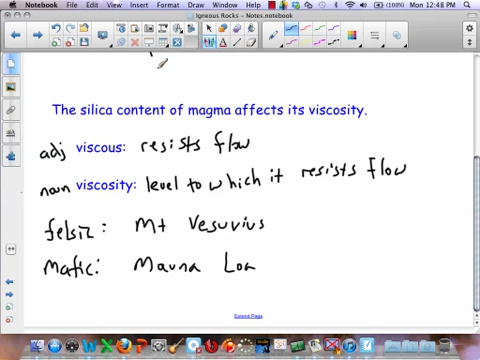 Notebook File Edit View Insert Format Tools Help (100%) Mon 12:48 PM
Igneous Rocks – Notes.notebook
The silica content of magma affects its viscosity.
adj viscous: resists flow
noun viscosity: level to which it resists flow
felsic: Mt Vesuvius
Mafic: Mauna Loa
Extend Page